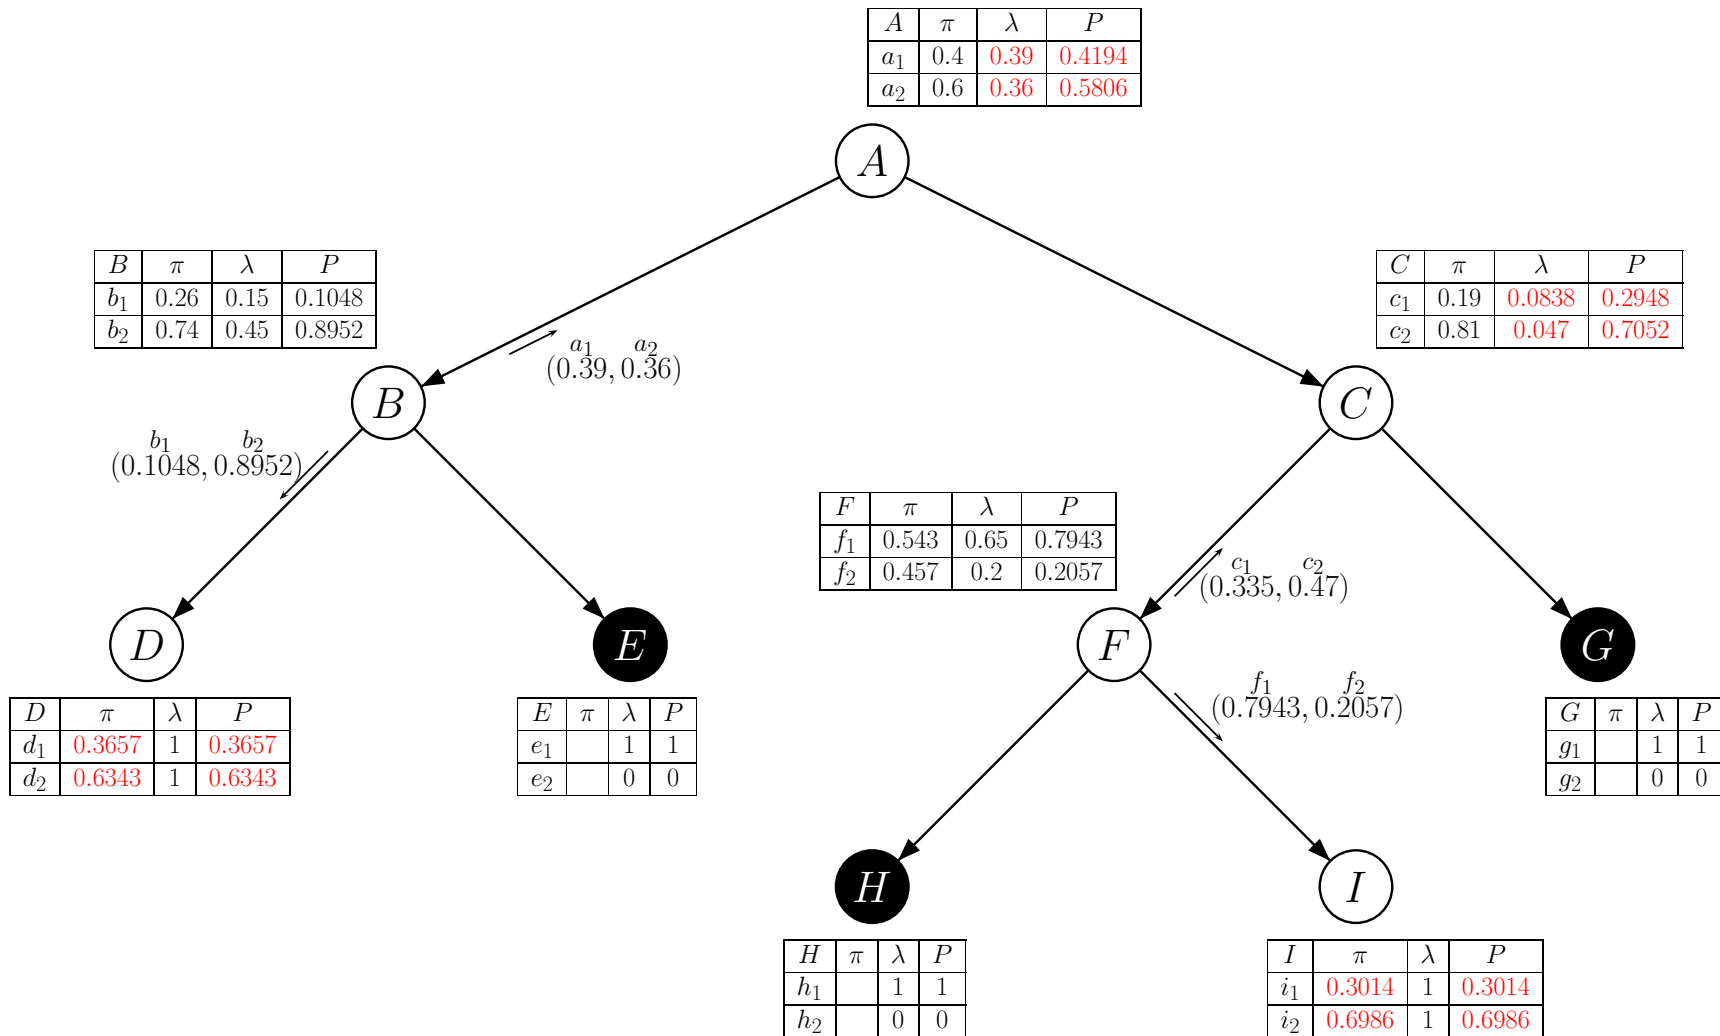 A π λ P
a₁ 0.4 0.39 0.4194
a₂ 0.6 0.36 0.5806
A
B π λ P
b₁ 0.26 0.15 0.1048
b₂ 0.74 0.45 0.8952
C π λ P
c₁ 0.19 0.0838 0.2948
c₂ 0.81 0.047 0.7052
a₁ a₂
(0.39, 0.36)
B
C
b₁ b₂
(0.1048, 0.8952)
F π λ P
f₁ 0.543 0.65 0.7943
f₂ 0.457 0.2 0.2057
c₁ c₂
(0.335, 0.47)
D
E
F
G
f₁ f₂
(0.7943, 0.2057)
D π λ P
d₁ 0.3657 1 0.3657
d₂ 0.6343 1 0.6343
E π λ P
e₁ 1 1
e₂ 0 0
G π λ P
g₁ 1 1
g₂ 0 0
H
I
H π λ P
h₁ 1 1
h₂ 0 0
I π λ P
i₁ 0.3014 1 0.3014
i₂ 0.6986 1 0.6986